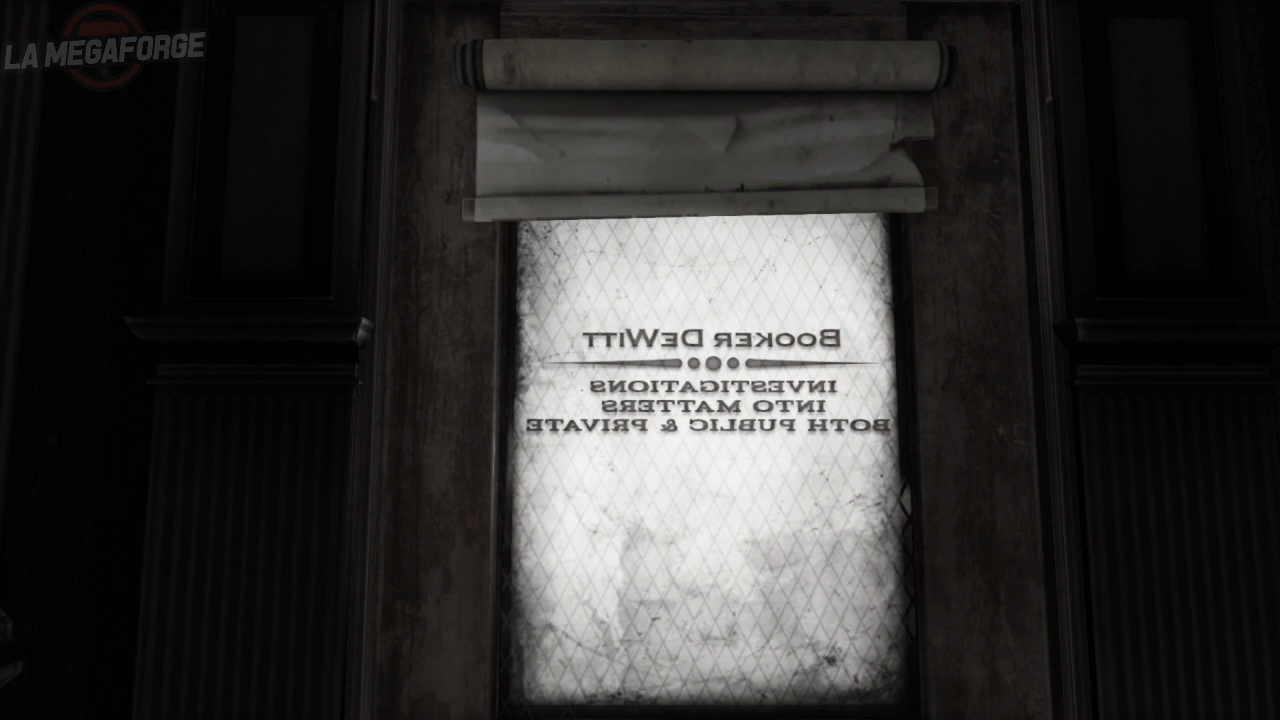 LA MEGAFORGE
BOOKER DEWITT
INVESTIGATIONS
INTO MATTERS
BOTH PUBLIC & PRIVATE